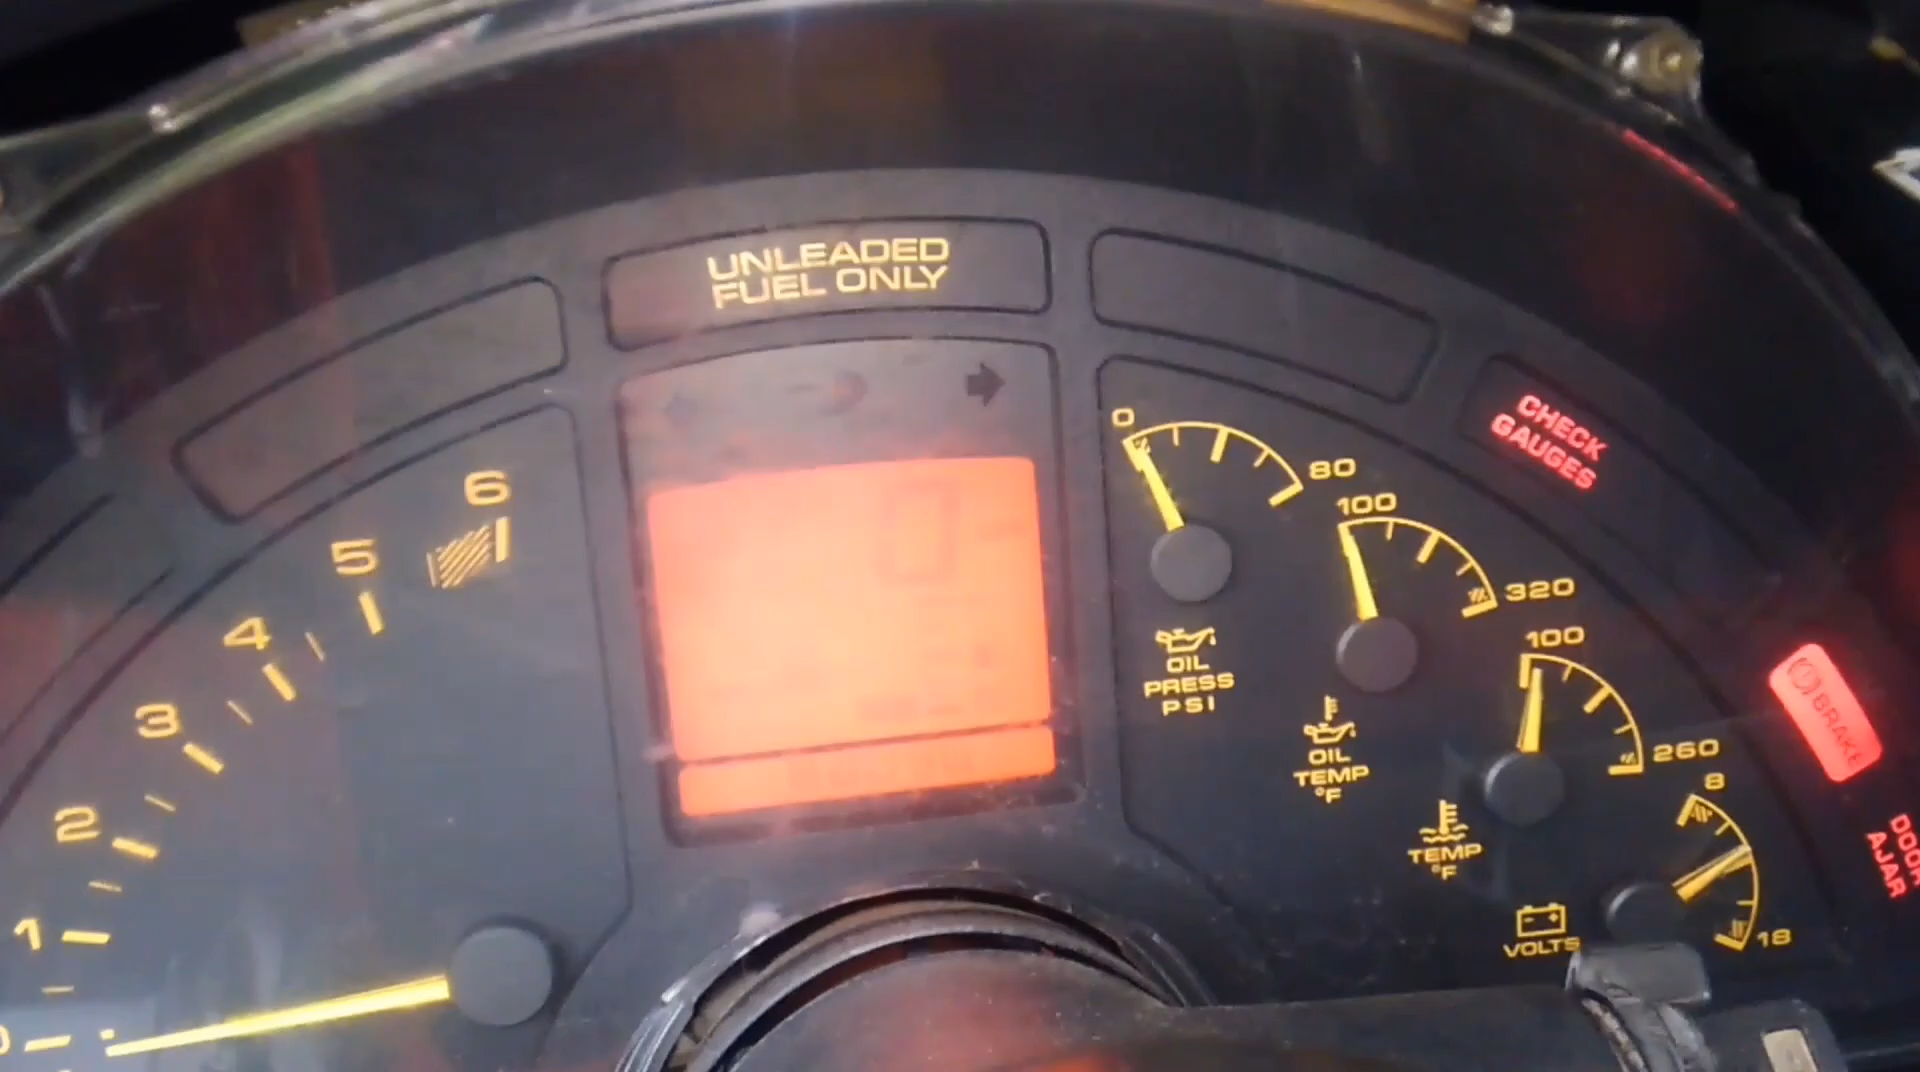 UNLEADED
FUEL ONLY
CHECK
GAUGES
0
80
100
320
100
260
8
18
OIL
PRESS
PSI
OIL
TEMP
°F
TEMP
°F
VOLTS
BRAKE
DOOR
AJAR
6
5
4
3
2
1
0